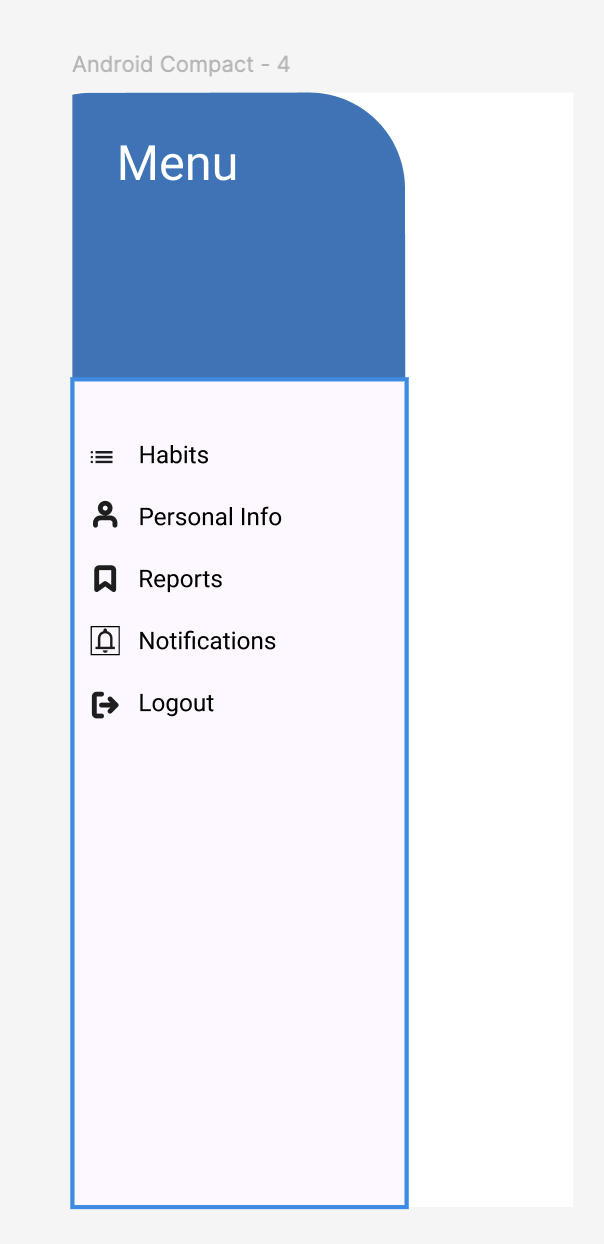 Android Compact - 4
Menu
Habits
Personal Info
Reports
Notifications
Logout